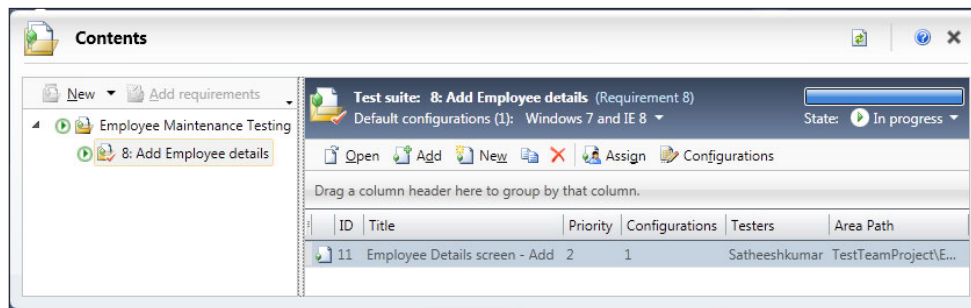 Contents
New Add requirements
Employee Maintenance Testing
8: Add Employee details
Test suite: 8: Add Employee details (Requirement 8)
Default configurations (1): Windows 7 and IE 8
State: In progress
Open Add New Assign Configurations
Drag a column header here to group by that column.
ID Title Priority Configurations Testers Area Path
11 Employee Details screen - Add 2 1 Satheeshkumar TestTeamProject\E...